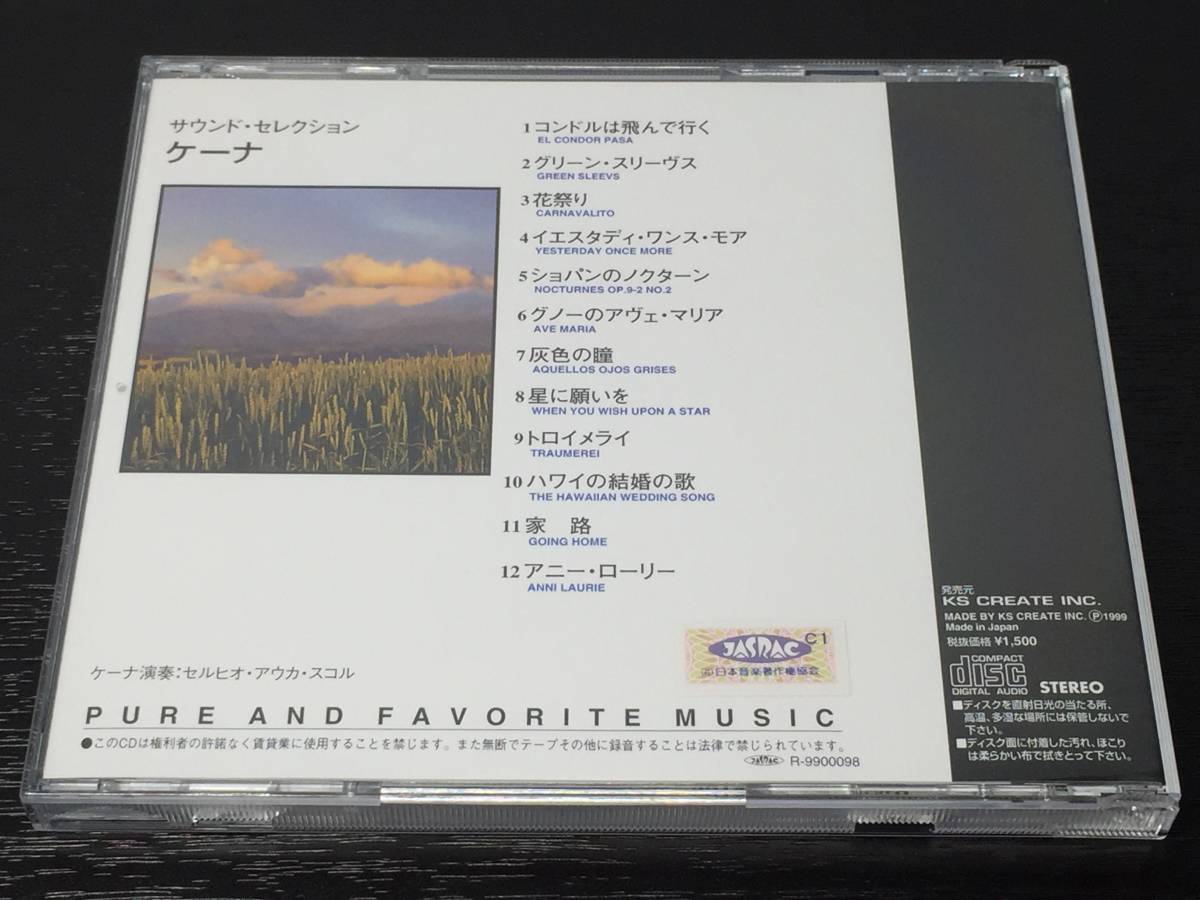 サウンド・セレクション
ケーナ
1 コンドルは飛んで行く
EL CONDOR PASA
2 グリーン・スリーヴス
GREEN SLEEVS
3 花祭り
CARNAVALITO
4 イエスタディ・ワンス・モア
YESTERDAY ONCE MORE
5 ショパンのノクターン
NOCTURNES OP.9-2 NO.2
6 グノーのアヴェ・マリア
AVE MARIA
7 灰色の瞳
AQUELLOS OJOS GRISES
8 星に願いを
WHEN YOU WISH UPON A STAR
9 トロイメライ
TRAUMEREI
10 ハワイの結婚の歌
THE HAWAIIAN WEDDING SONG
11 家 路
GOING HOME
12 アニー・ローリー
ANNI LAURIE
C1
JASRAC
㈳日本音楽著作権協会
ケーナ演奏:セルヒオ・アウカ・スコル
PURE AND FAVORITE MUSIC
●このCDは権利者の許諾なく賃貸業に使用することを禁じます。また無断でテープその他に録音することは法律で禁じられています。
JASRAC R-9900098
発売元
KS CREATE INC.
MADE BY KS CREATE INC. Ⓟ1999
Made in Japan
税抜価格 ¥1,500
COMPACT
disc
DIGITAL AUDIO
STEREO
■ディスクを直射日光の当たる所、
高温、多湿な場所には保管しないで
下さい。
■ディスク面に付着した汚れ、ほこり
は柔らかい布で拭きとって下さい。